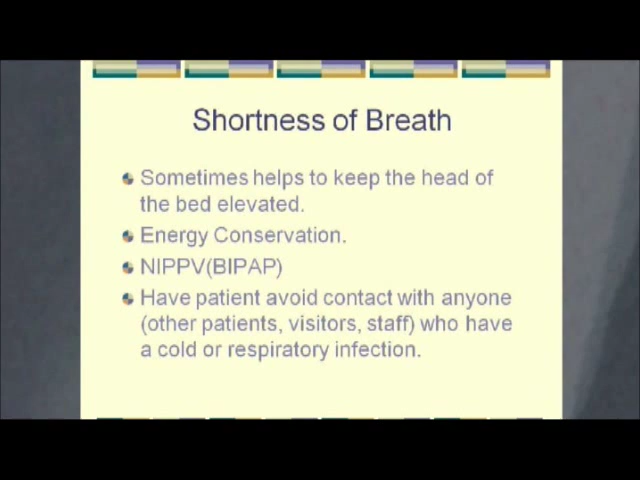 Shortness of Breath
Sometimes helps to keep the head of
the bed elevated.
Energy Conservation.
NIPPV(BIPAP)
Have patient avoid contact with anyone
(other patients, visitors, staff) who have
a cold or respiratory infection.